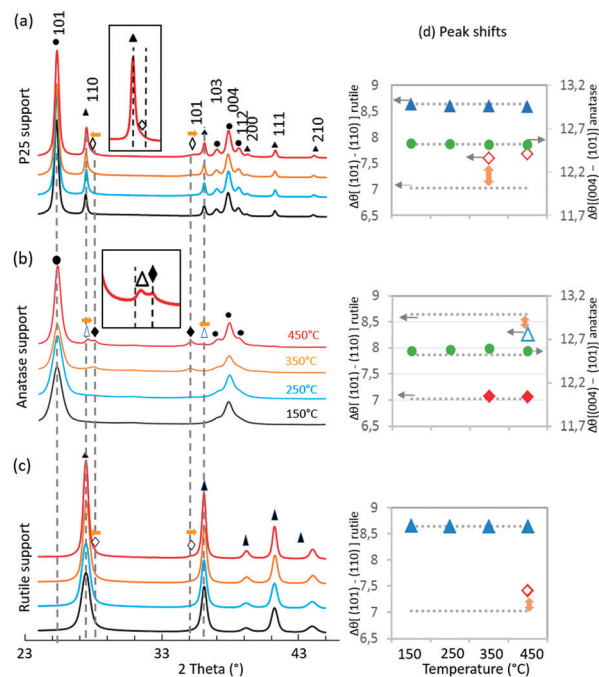 (a)
101
110
101
103
004
112
200
111
210
P25 support
(b)
Anatase support
450°C
350°C
250°C
150°C
(c)
Rutile support
23
33
43
2 Theta (°)
(d) Peak shifts
Δθ[ (101) - (110) ] rutile
9
8,5
8
7,5
7
6,5
13,2
12,7
12,2
11,7
Δθ[(004) – (101)] anatase
Δθ[ (101) - (110) ] rutile
9
8,5
8
7,5
7
6,5
13,2
12,7
12,2
11,7
Δθ[(004) – (101)] anatase
Δθ[ (101) - (110) ] rutile
9
8,5
8
7,5
7
6,5
150 250 350 450
Temperature (°C)